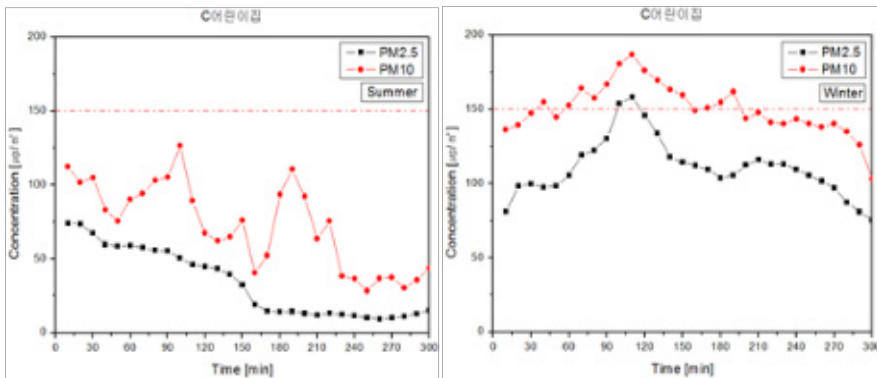 C어린이집
200
150
100
50
0
Concentration [㎍/㎥]
PM2.5
PM10
Summer
0 30 60 90 120 150 180 210 240 270 300
Time [min]
C어린이집
200
150
100
50
0
Concentration [㎍/㎥]
PM2.5
PM10
Winter
0 30 60 90 120 150 180 210 240 270 300
Time [min]